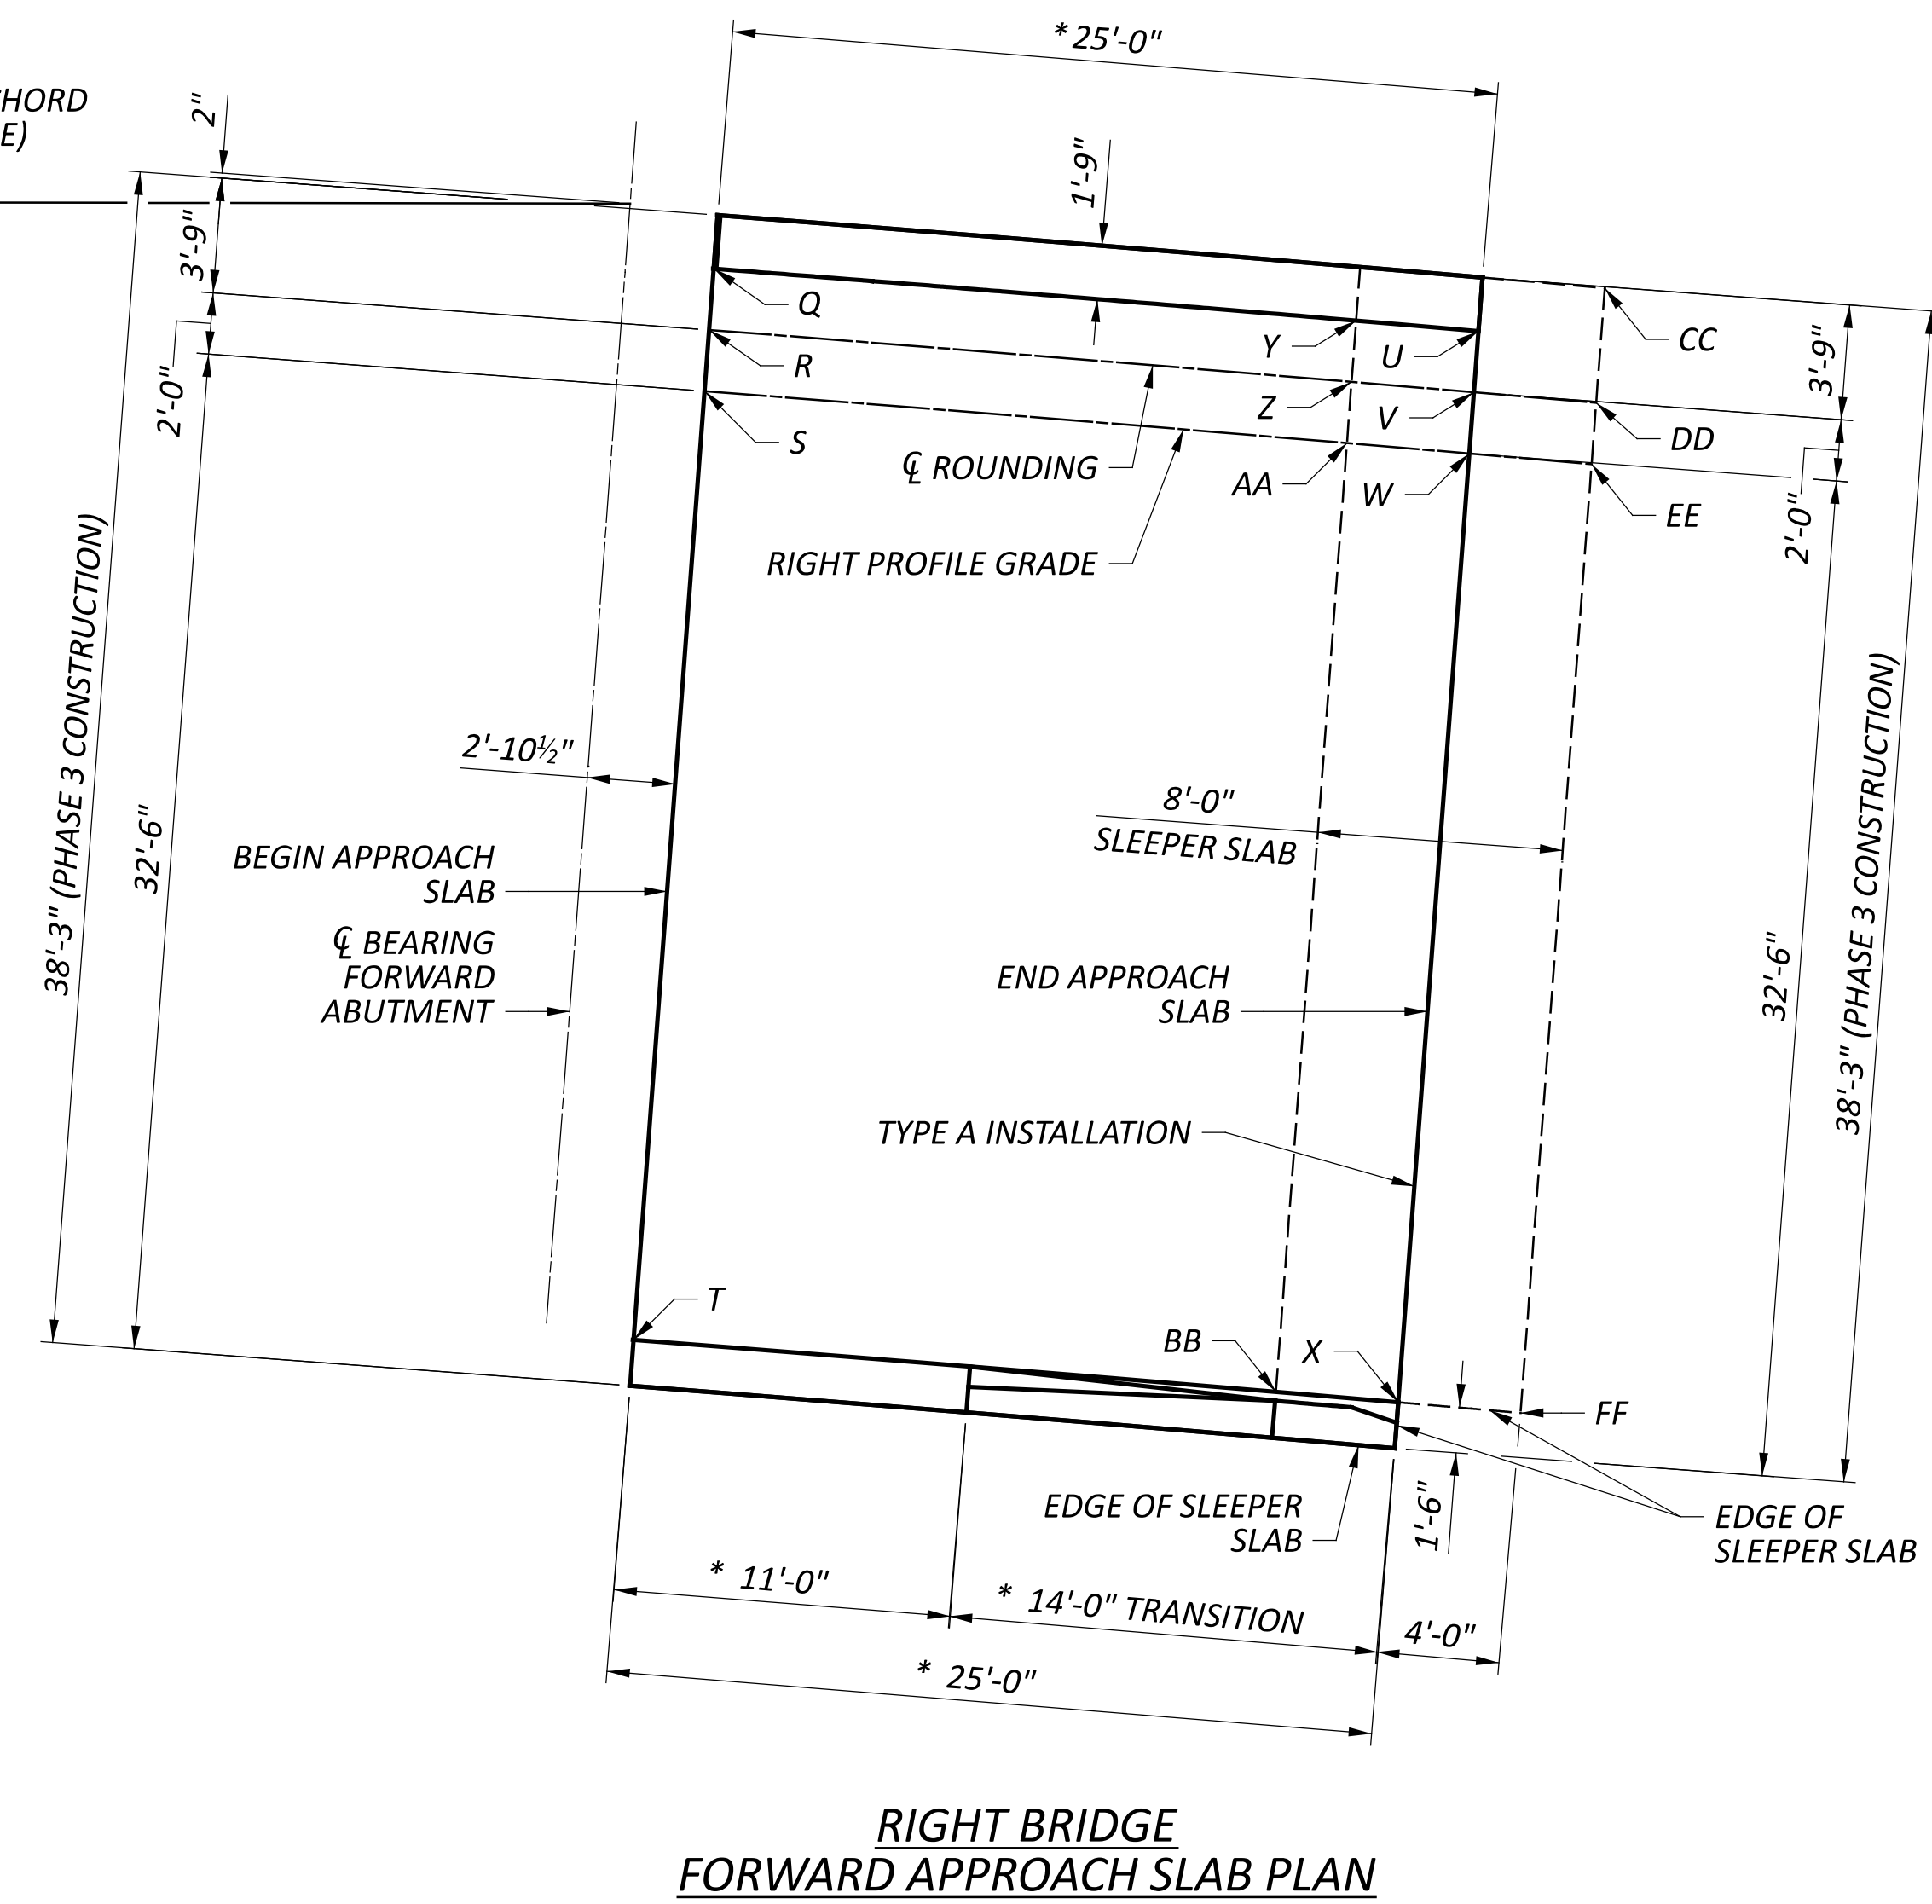 * 25'-0"
HORD
E)
2"
1'-9"
3'-9"
2'-0"
Q
R
S
Y
U
CC
Z
V
DD
3'-9"
℄ ROUNDING
AA
W
EE
2'-0"
RIGHT PROFILE GRADE
38'-3" (PHASE 3 CONSTRUCTION)
32'-6"
2'-10½"
8'-0"
SLEEPER SLAB
BEGIN APPROACH
SLAB
℄ BEARING
FORWARD
ABUTMENT
END APPROACH
SLAB
32'-6"
38'-3" (PHASE 3 CONSTRUCTION)
TYPE A INSTALLATION
T
BB
X
FF
EDGE OF SLEEPER
SLAB
1'-6"
EDGE OF
SLEEPER SLAB
* 11'-0"
* 14'-0" TRANSITION
4'-0"
* 25'-0"
RIGHT BRIDGE
FORWARD APPROACH SLAB PLAN